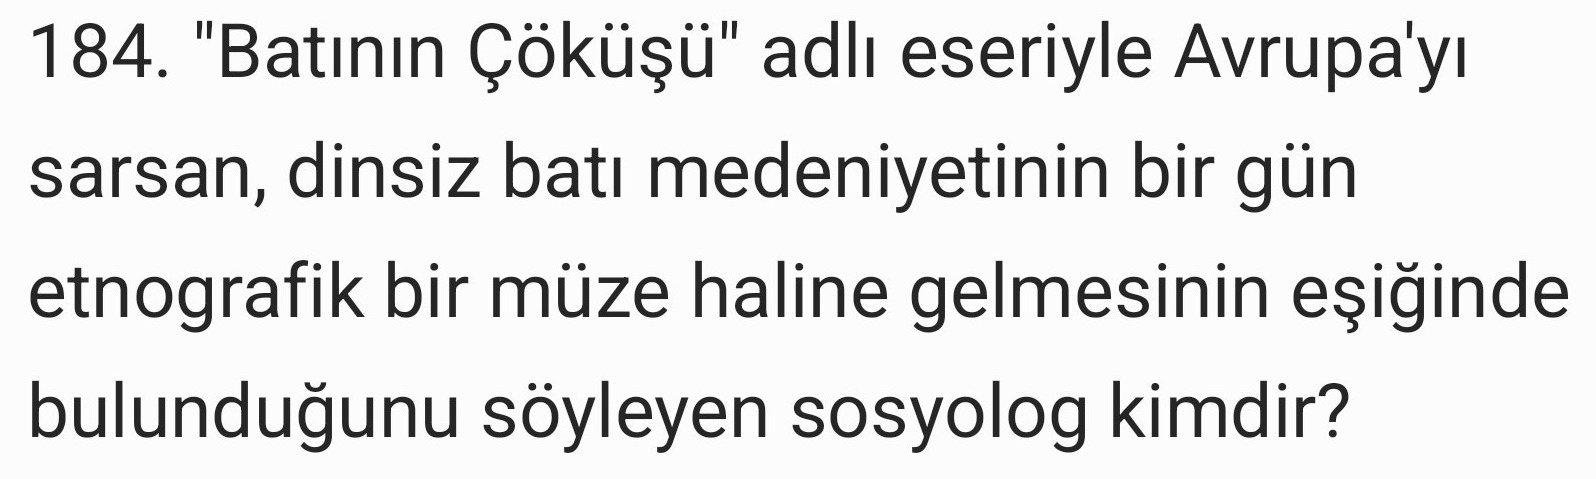 184. "Batının Çöküşü" adlı eseriyle Avrupa'yı
sarsan, dinsiz batı medeniyetinin bir gün
etnografik bir müze haline gelmesinin eşiğinde
bulunduğunu söyleyen sosyolog kimdir?